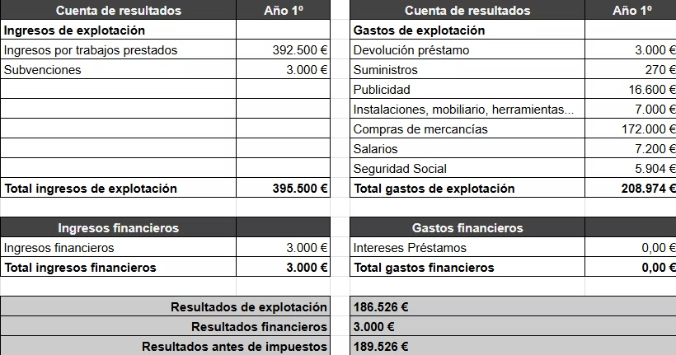 Cuenta de resultados Año 1º Cuenta de resultados Año 1º
Ingresos de explotación Gastos de explotación
Ingresos por trabajos prestados 392.500 € Devolución préstamo 3.000 €
Subvenciones 3.000 € Suministros 270 €
Publicidad 16.600 €
Instalaciones, mobiliario, herramientas... 7.000 €
Compras de mercancías 172.000 €
Salarios 7.200 €
Seguridad Social 5.904 €
Total ingresos de explotación 395.500 € Total gastos de explotación 208.974 €
Ingresos financieros Gastos financieros
Ingresos financieros 3.000 € Intereses Préstamos 0,00 €
Total ingresos financieros 3.000 € Total gastos financieros 0,00 €
Resultados de explotación 186.526 €
Resultados financieros 3.000 €
Resultados antes de impuestos 189.526 €